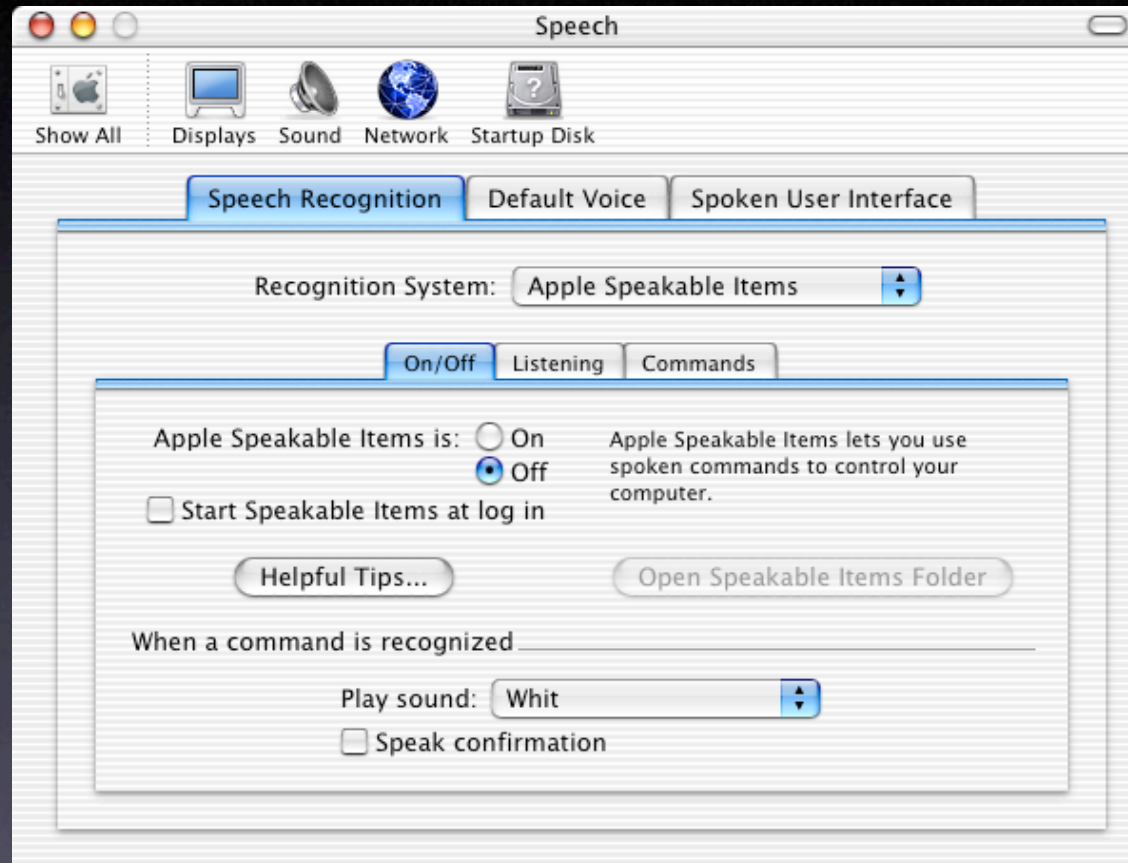 Speech
Show All
Displays
Sound
Network
Startup Disk
Speech Recognition
Default Voice
Spoken User Interface
Recognition System: Apple Speakable Items
On/Off
Listening
Commands
Apple Speakable Items is: On
Off
Start Speakable Items at log in
Apple Speakable Items lets you use
spoken commands to control your
computer.
Helpful Tips...
Open Speakable Items Folder
When a command is recognized
Play sound: Whit
Speak confirmation